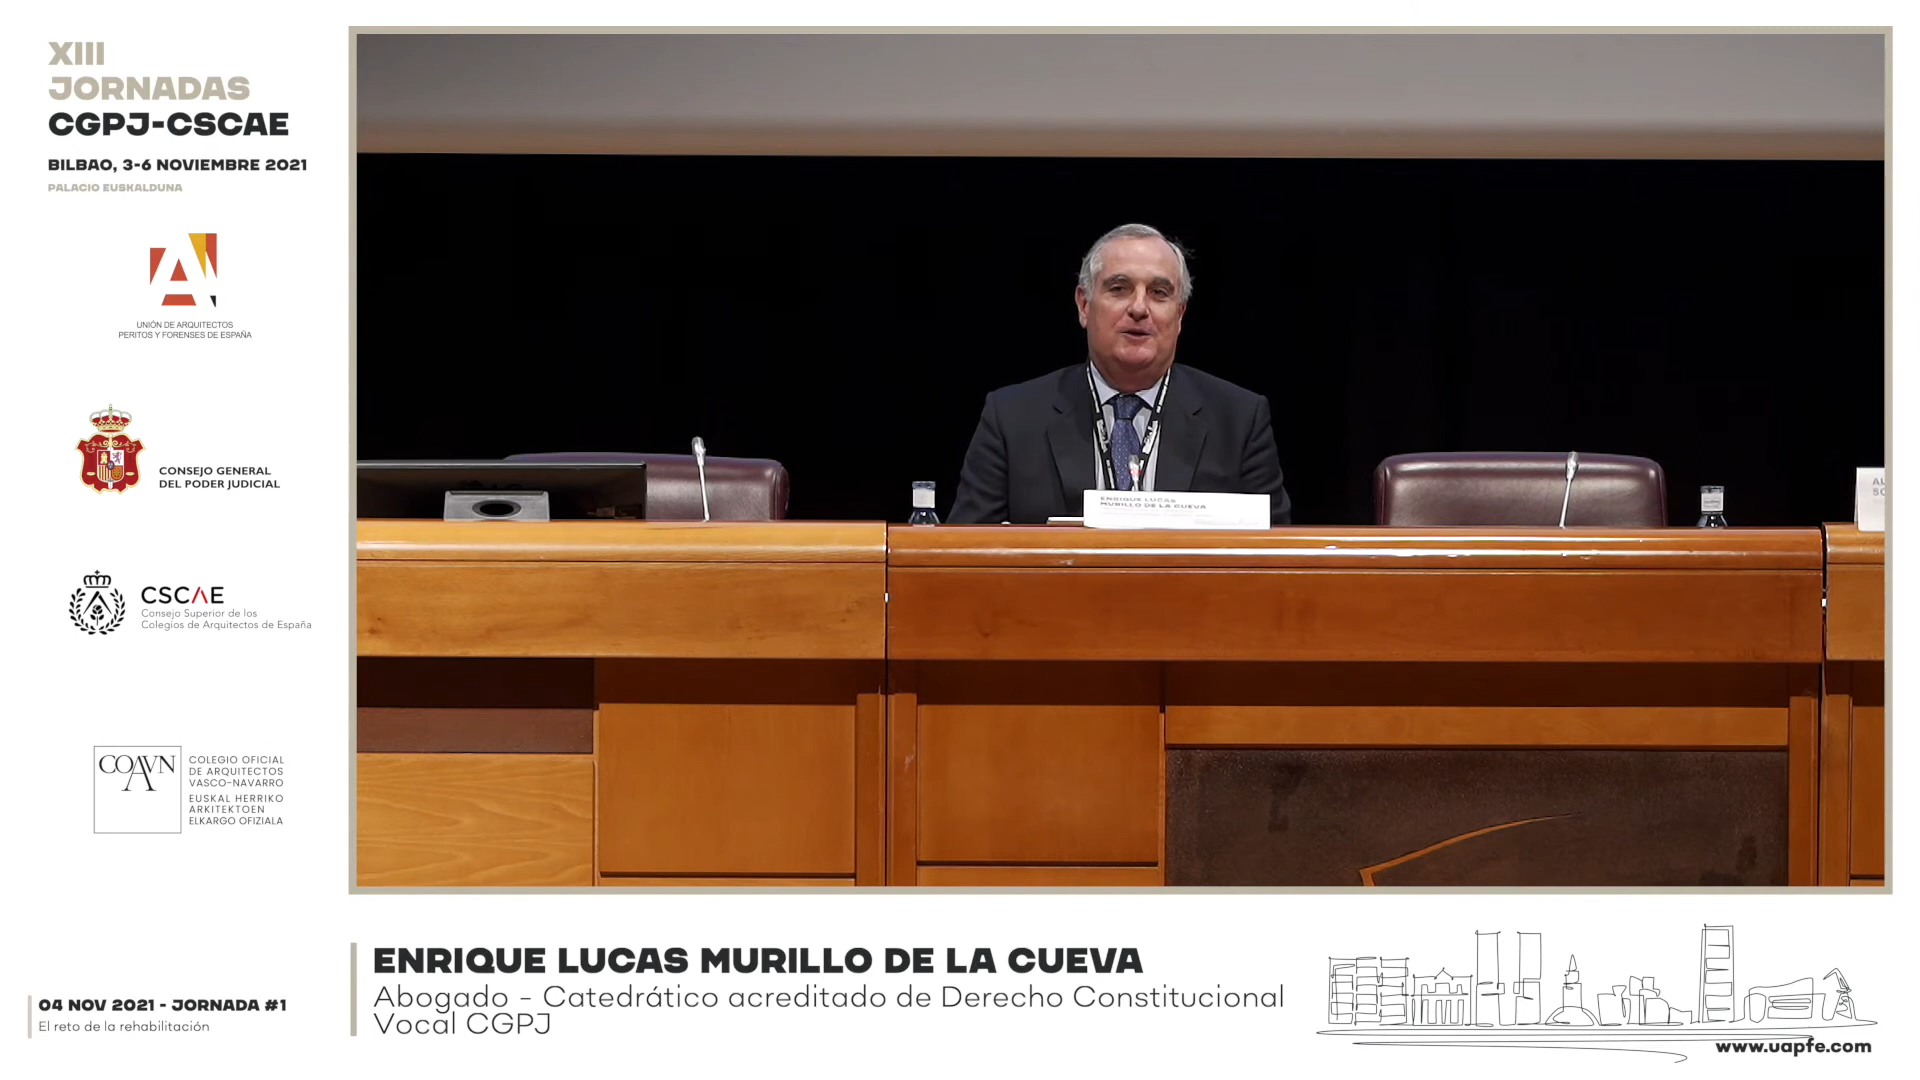 XIII
JORNADAS
CGPJ-CSCAE
BILBAO, 3-6 NOVIEMBRE 2021
PALACIO EUSKALDUNA
UNIÓN DE ARQUITECTOS
PERITOS Y FORENSES DE ESPAÑA
CONSEJO GENERAL
DEL PODER JUDICIAL
CSCAE
Consejo Superior de los
Colegios de Arquitectos de España
COAVN
COLEGIO OFICIAL
DE ARQUITECTOS
VASCO-NAVARRO
EUSKAL HERRIKO
ARKITEKTOEN
ELKARGO OFIZIALA
04 NOV 2021 - JORNADA #1
El reto de la rehabilitación
ENRIQUE LUCAS
MURILLO DE LA CUEVA
AL
SO
ENRIQUE LUCAS MURILLO DE LA CUEVA
Abogado - Catedrático acreditado de Derecho Constitucional
Vocal CGPJ
www.uapfe.com